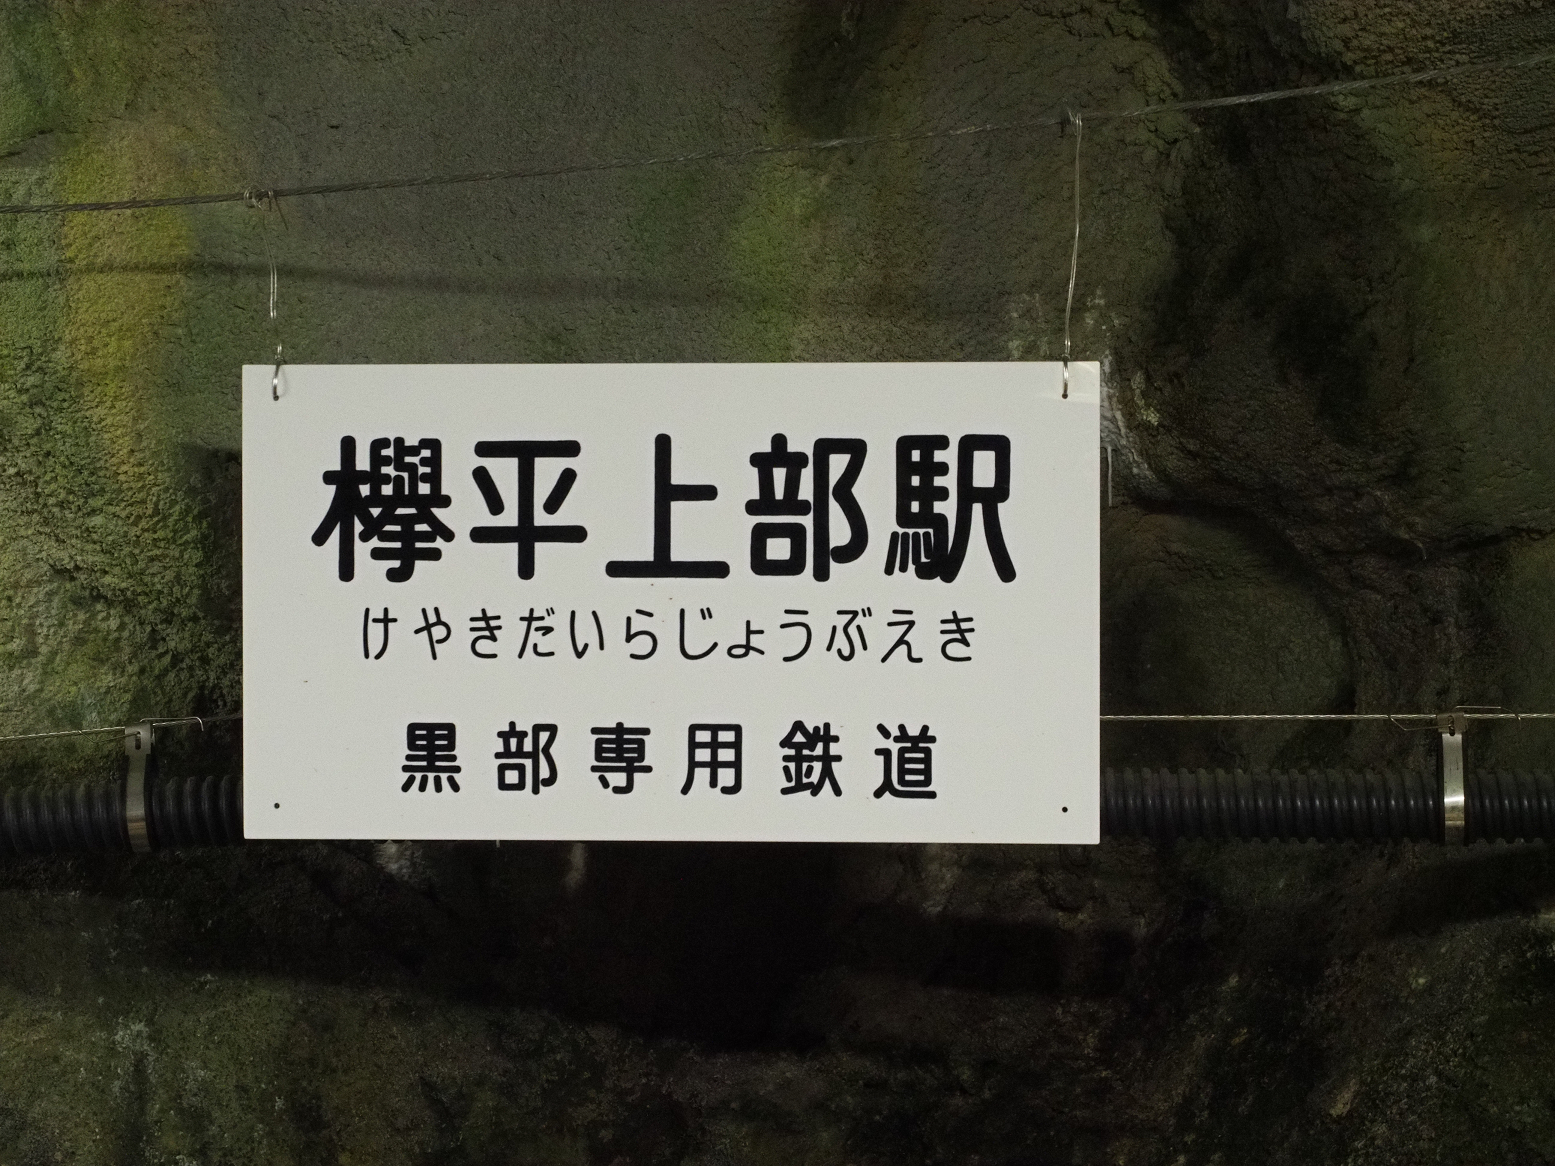 欅平上部駅
けやきだいらじょうぶえき
黒部専用鉄道